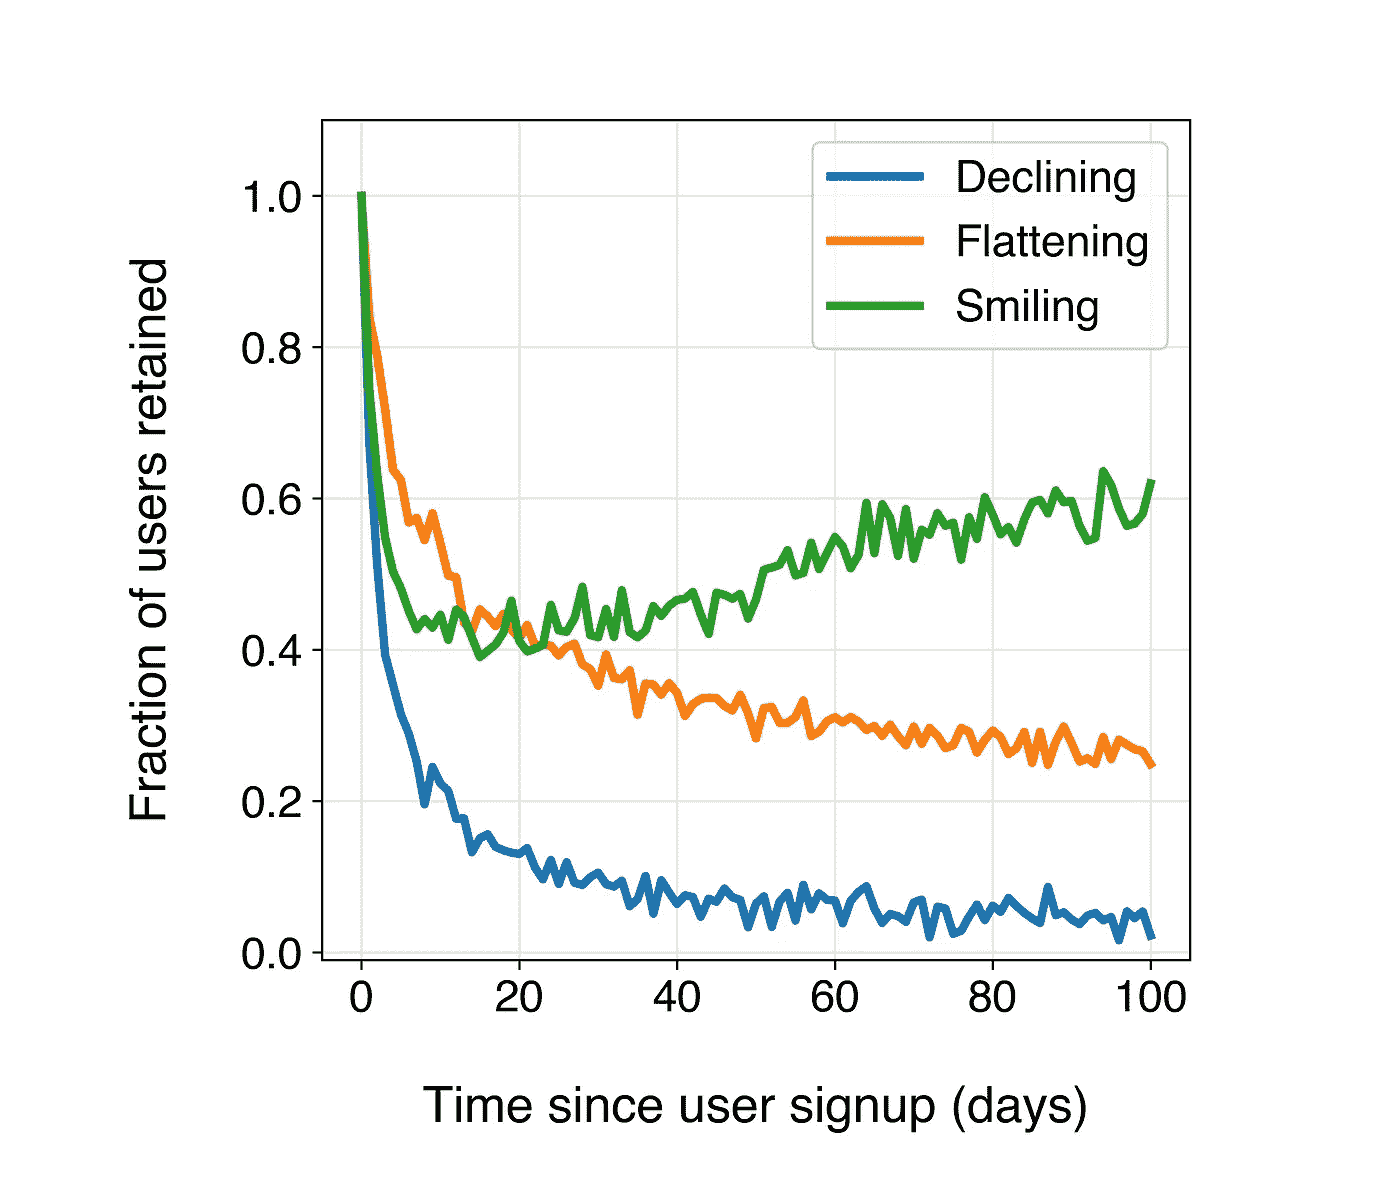 Declining
Flattening
Smiling
1.0
0.8
0.6
0.4
0.2
0.0
Fraction of users retained
0 20 40 60 80 100
Time since user signup (days)